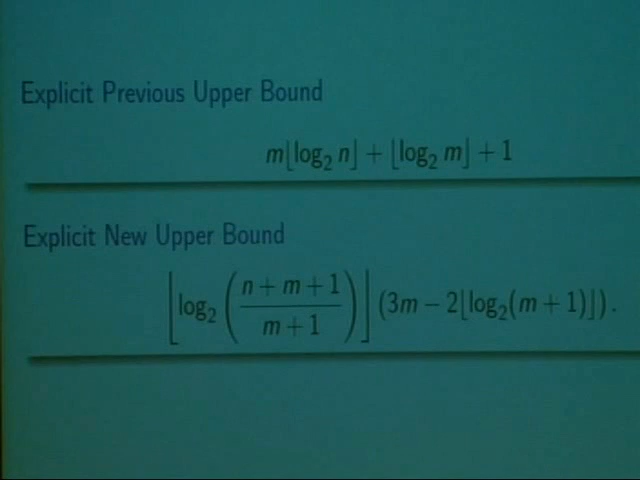 Explicit Previous Upper Bound
m⌊log₂ n⌋ + ⌊log₂ m⌋ + 1
Explicit New Upper Bound
⌊log₂ ((n + m + 1)/(m + 1))⌋ (3m − 2⌊log₂(m + 1)⌋).